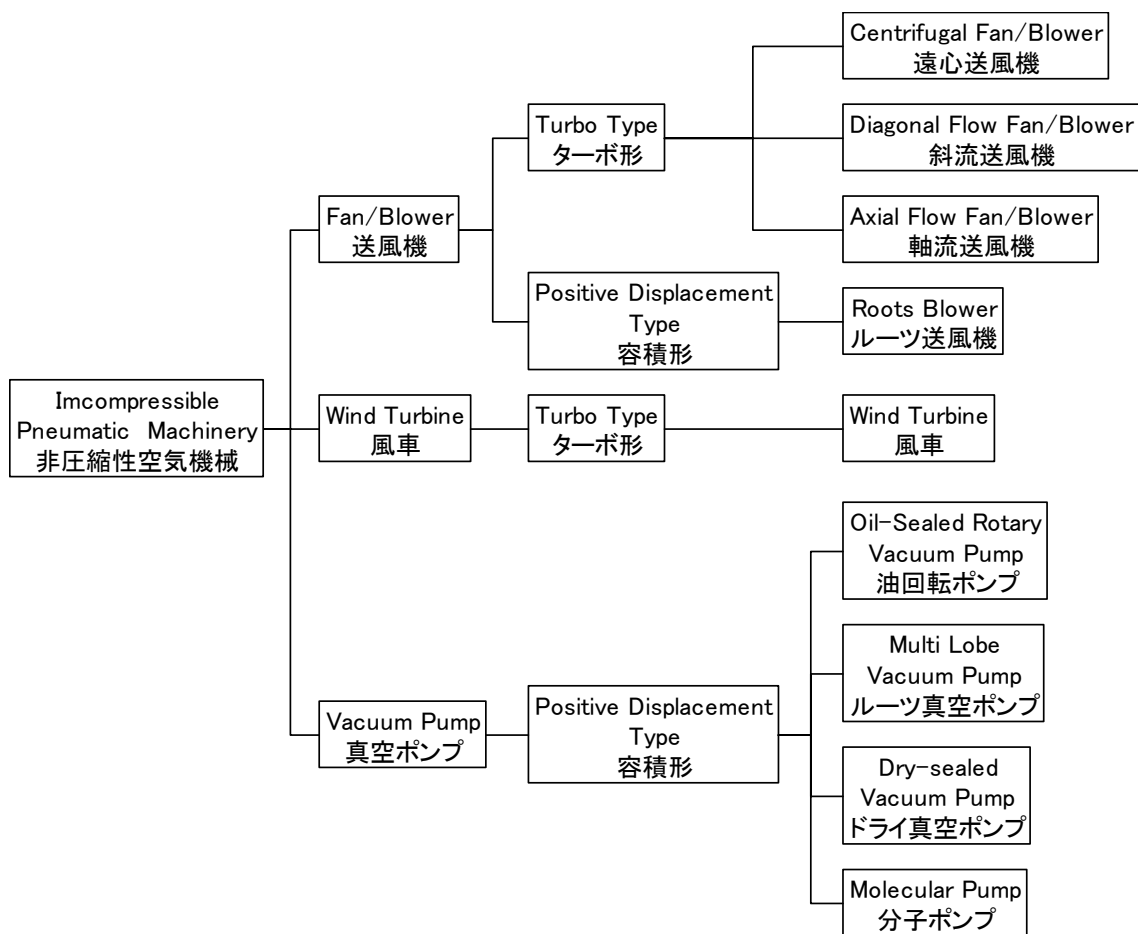 Centrifugal Fan/Blower
遠心送風機
Turbo Type
ターボ形
Diagonal Flow Fan/Blower
斜流送風機
Fan/Blower
送風機
Axial Flow Fan/Blower
軸流送風機
Positive Displacement
Type
容積形
Roots Blower
ルーツ送風機
Imcompressible
Pneumatic Machinery
非圧縮性空気機械
Wind Turbine
風車
Turbo Type
ターボ形
Wind Turbine
風車
Oil-Sealed Rotary
Vacuum Pump
油回転ポンプ
Multi Lobe
Vacuum Pump
ルーツ真空ポンプ
Vacuum Pump
真空ポンプ
Positive Displacement
Type
容積形
Dry-sealed
Vacuum Pump
ドライ真空ポンプ
Molecular Pump
分子ポンプ